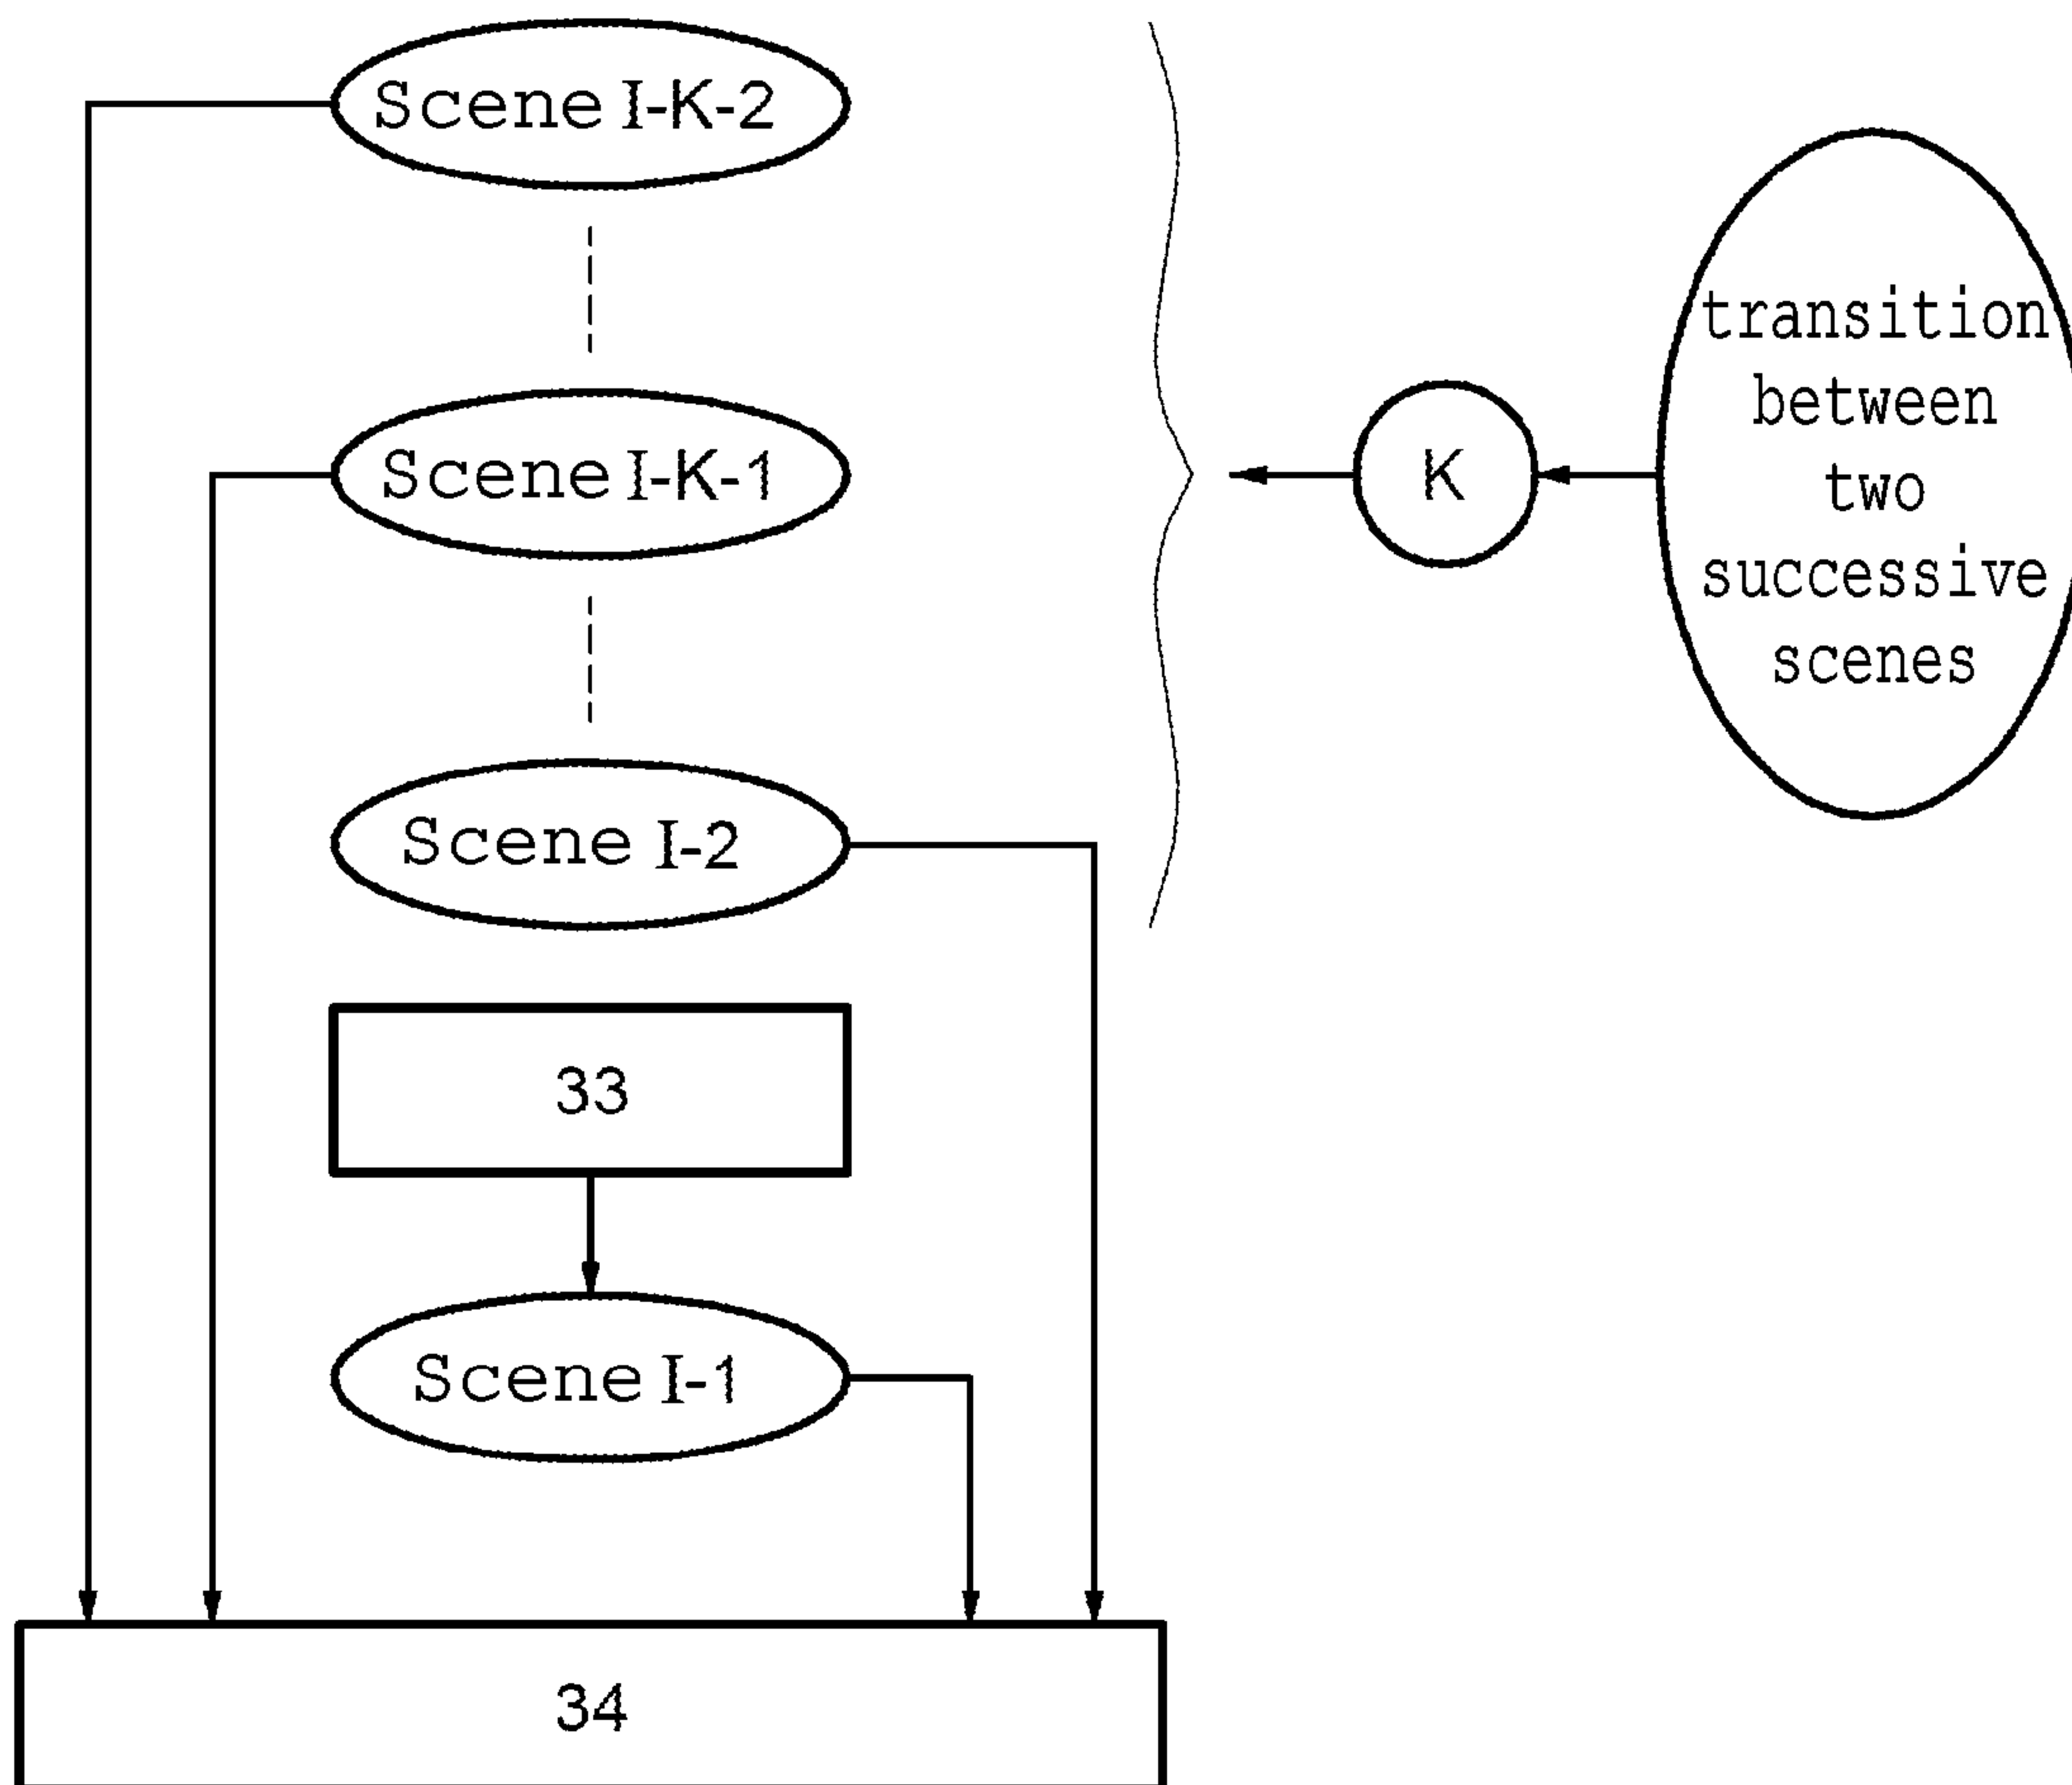 Scene I-K-2
Scene I-K-1
Scene I-2
33
Scene I-1
34
K
transition
between
two
successive
scenes